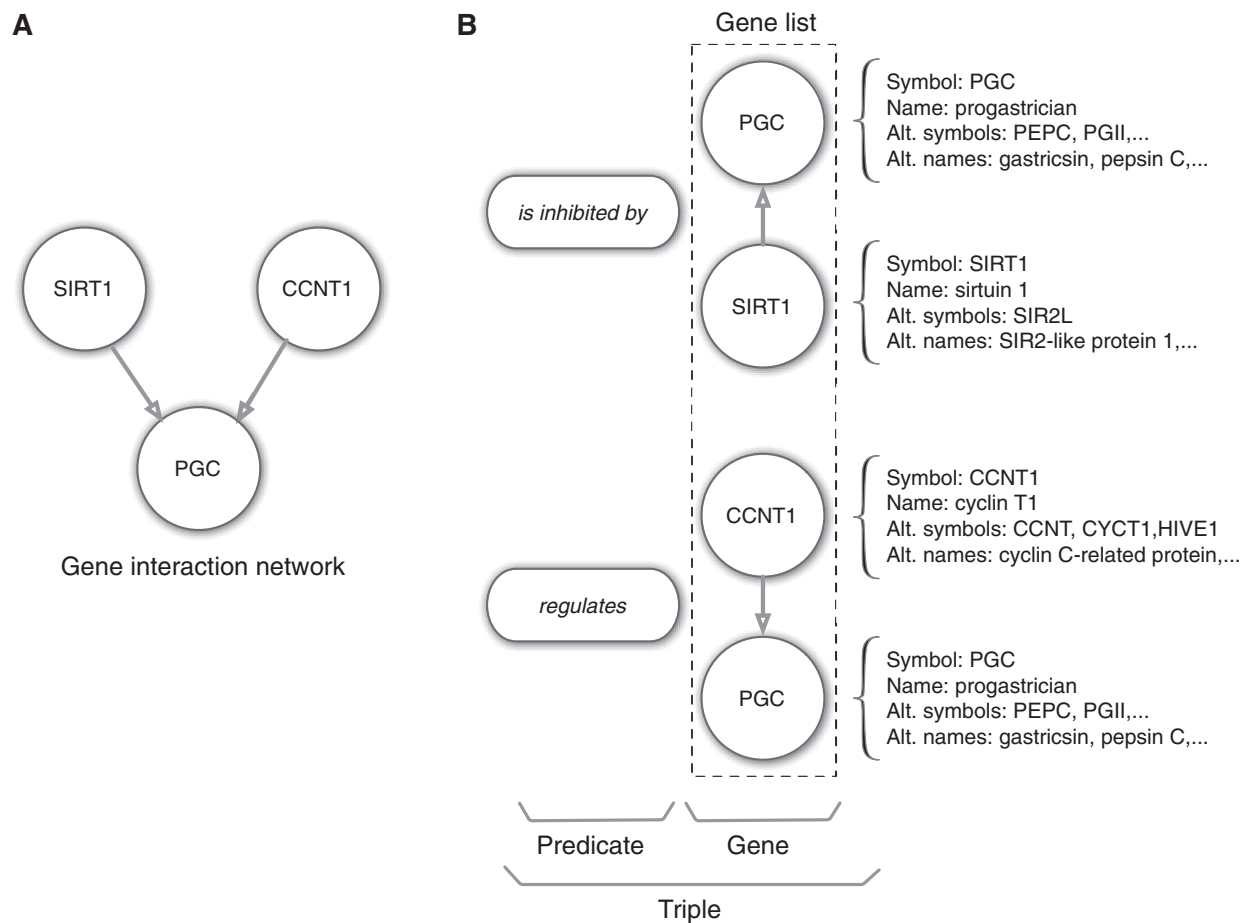 A
SIRT1
CCNT1
PGC
Gene interaction network
B
Gene list
is inhibited by
PGC
Symbol: PGC
Name: progastrician
Alt. symbols: PEPC, PGII,...
Alt. names: gastricsin, pepsin C,...
SIRT1
Symbol: SIRT1
Name: sirtuin 1
Alt. symbols: SIR2L
Alt. names: SIR2-like protein 1,...
regulates
CCNT1
Symbol: CCNT1
Name: cyclin T1
Alt. symbols: CCNT, CYCT1,HIVE1
Alt. names: cyclin C-related protein,...
PGC
Symbol: PGC
Name: progastrician
Alt. symbols: PEPC, PGII,...
Alt. names: gastricsin, pepsin C,...
Predicate
Gene
Triple